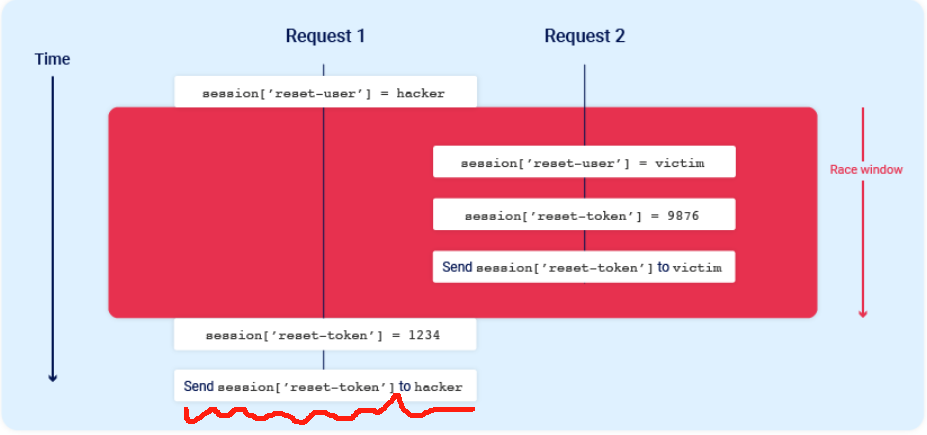 Request 1
Request 2
Time
session['reset-user'] = hacker
session['reset-user'] = victim
Race window
session['reset-token'] = 9876
Send session['reset-token'] to victim
session['reset-token'] = 1234
Send session['reset-token'] to hacker